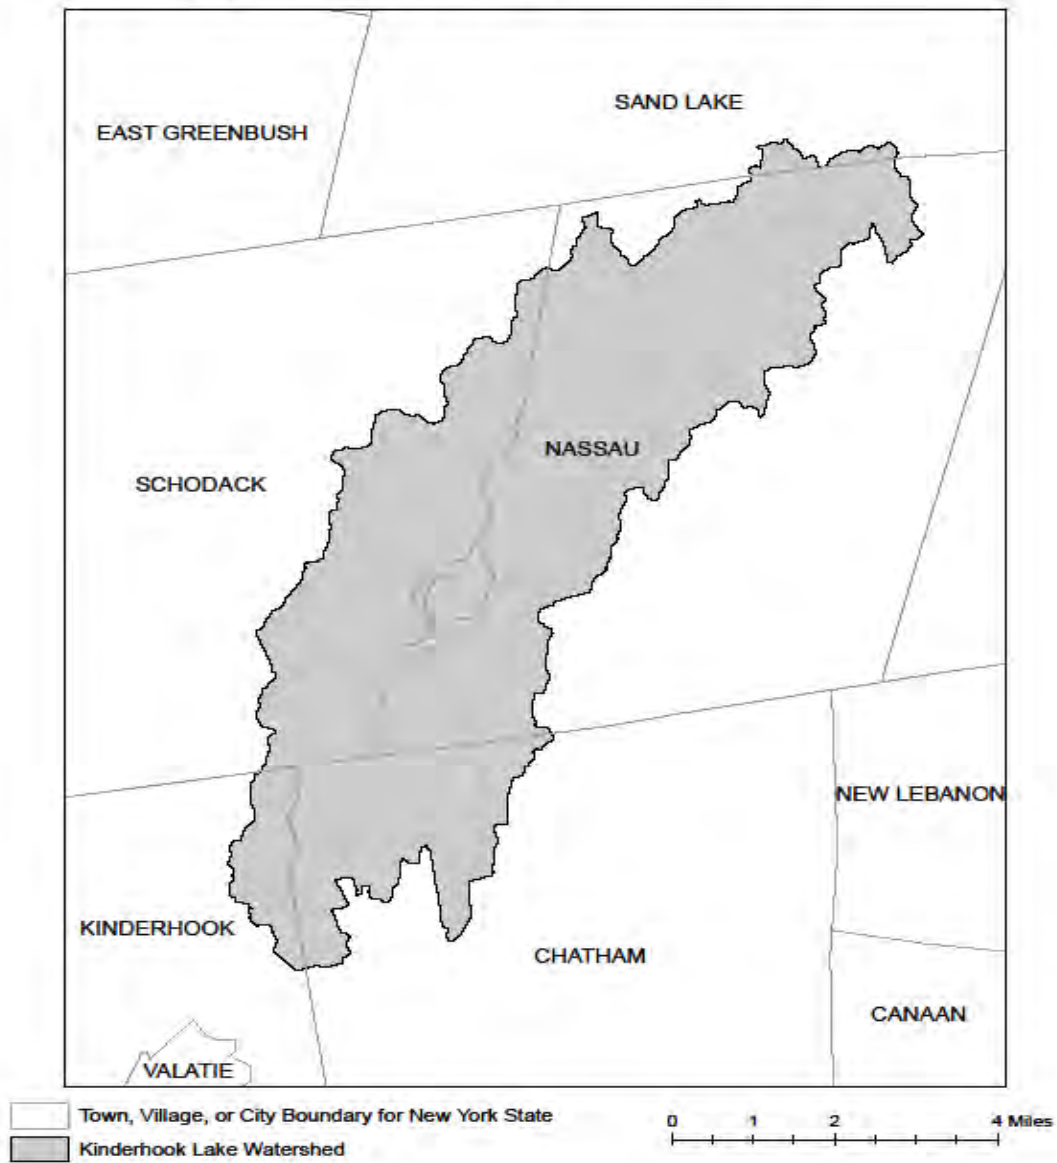 SAND LAKE
EAST GREENBUSH
NASSAU
SCHODACK
NEW LEBANON
KINDERHOOK
CHATHAM
CANAAN
VALATIE
Town, Village, or City Boundary for New York State
Kinderhook Lake Watershed
0 1 2 4 Miles